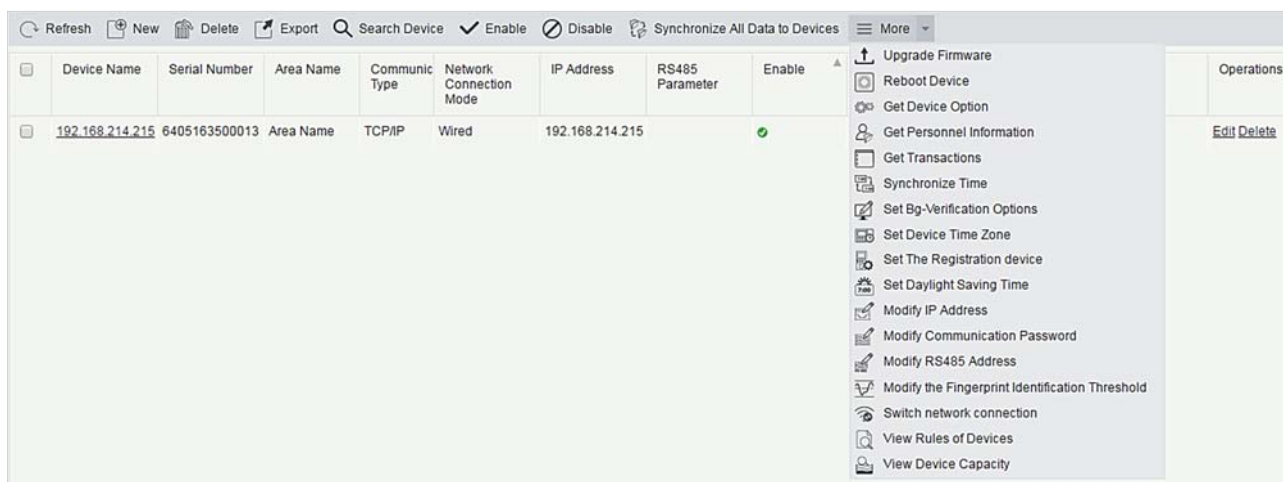 Refresh New Delete Export Search Device Enable Disable Synchronize All Data to Devices More
Device Name Serial Number Area Name Communic Type Network Connection Mode IP Address RS485 Parameter Enable Operations
192.168.214.215 6405163500013 Area Name TCP/IP Wired 192.168.214.215 Edit Delete
Upgrade Firmware
Reboot Device
Get Device Option
Get Personnel Information
Get Transactions
Synchronize Time
Set Bg-Verification Options
Set Device Time Zone
Set The Registration device
Set Daylight Saving Time
Modify IP Address
Modify Communication Password
Modify RS485 Address
Modify the Fingerprint Identification Threshold
Switch network connection
View Rules of Devices
View Device Capacity